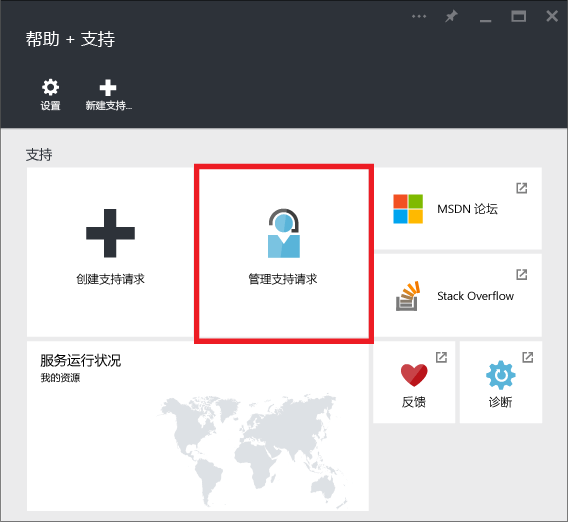 帮助 + 支持
设置
新建支持...
支持
创建支持请求
管理支持请求
MSDN 论坛
Stack Overflow
服务运行状况
我的资源
反馈
诊断